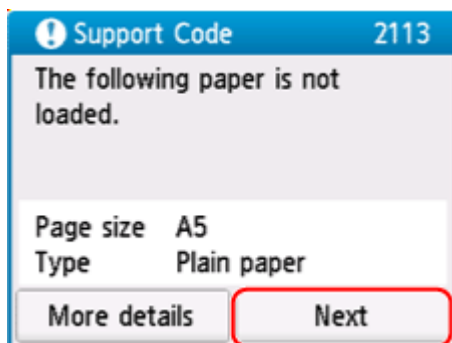 Support Code 2113
The following paper is not
loaded.
Page size A5
Type Plain paper
More details Next